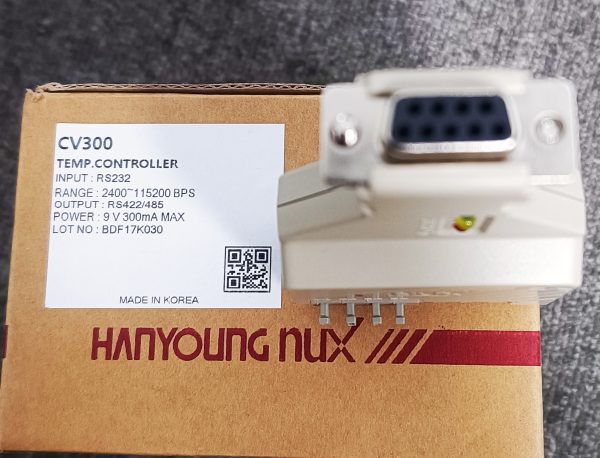 CV300
TEMP.CONTROLLER
INPUT : RS232
RANGE : 2400~115200 BPS
OUTPUT : RS422/485
POWER : 9 V 300mA MAX
LOT NO : BDF17K030
MADE IN KOREA
HANYOUNG nux